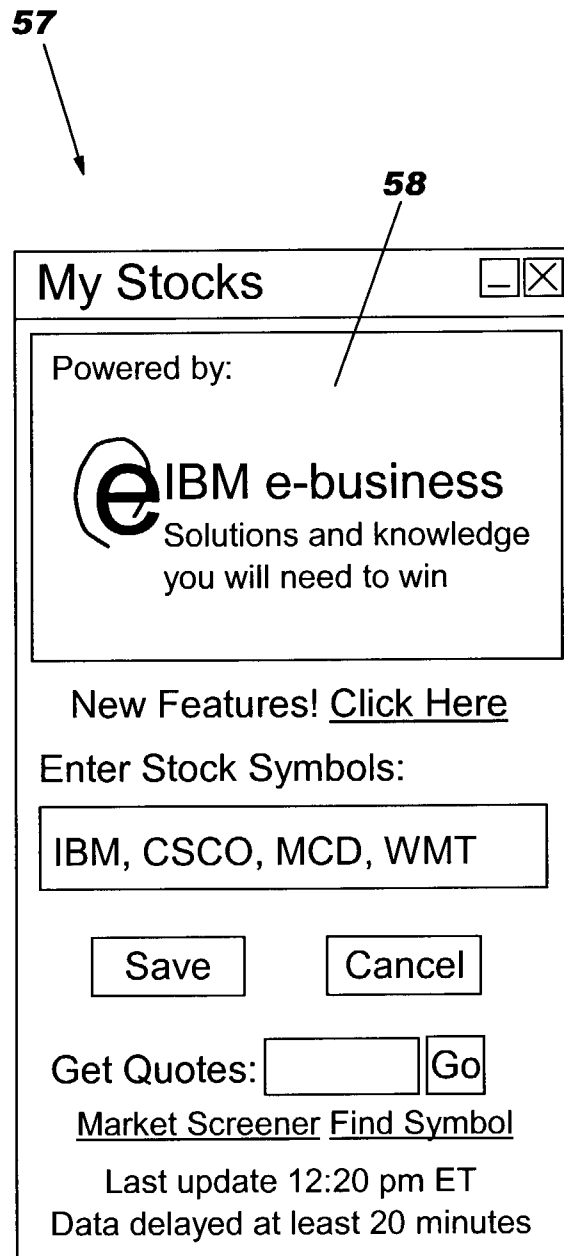 57
58
My Stocks
Powered by:
e IBM e-business
Solutions and knowledge
you will need to win
New Features! Click Here
Enter Stock Symbols:
IBM, CSCO, MCD, WMT
Save Cancel
Get Quotes: Go
Market Screener Find Symbol
Last update 12:20 pm ET
Data delayed at least 20 minutes